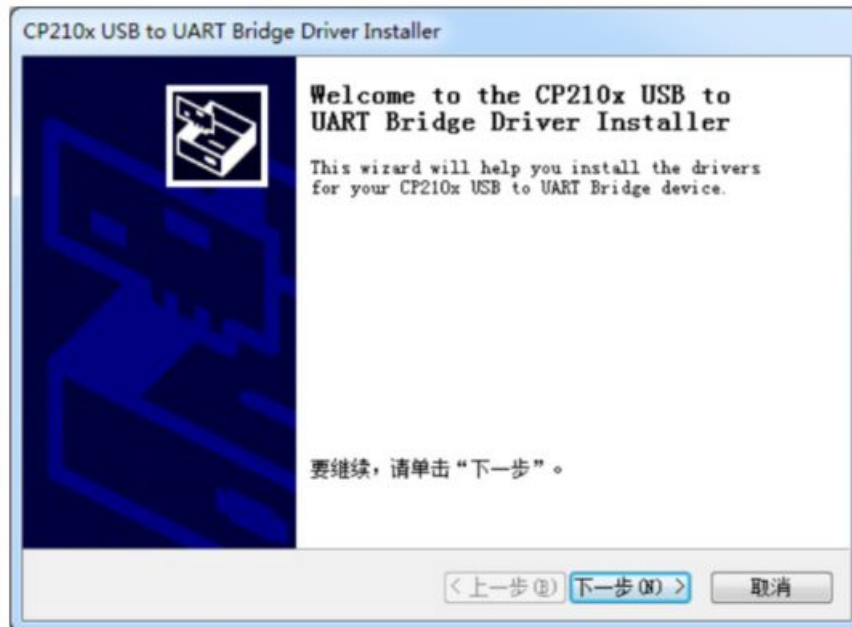 CP210x USB to UART Bridge Driver Installer
Welcome to the CP210x USB to
UART Bridge Driver Installer
This wizard will help you install the drivers
for your CP210x USB to UART Bridge device.
要继续，请单击“下一步”。
< 上一步(B)
下一步(N) >
取消